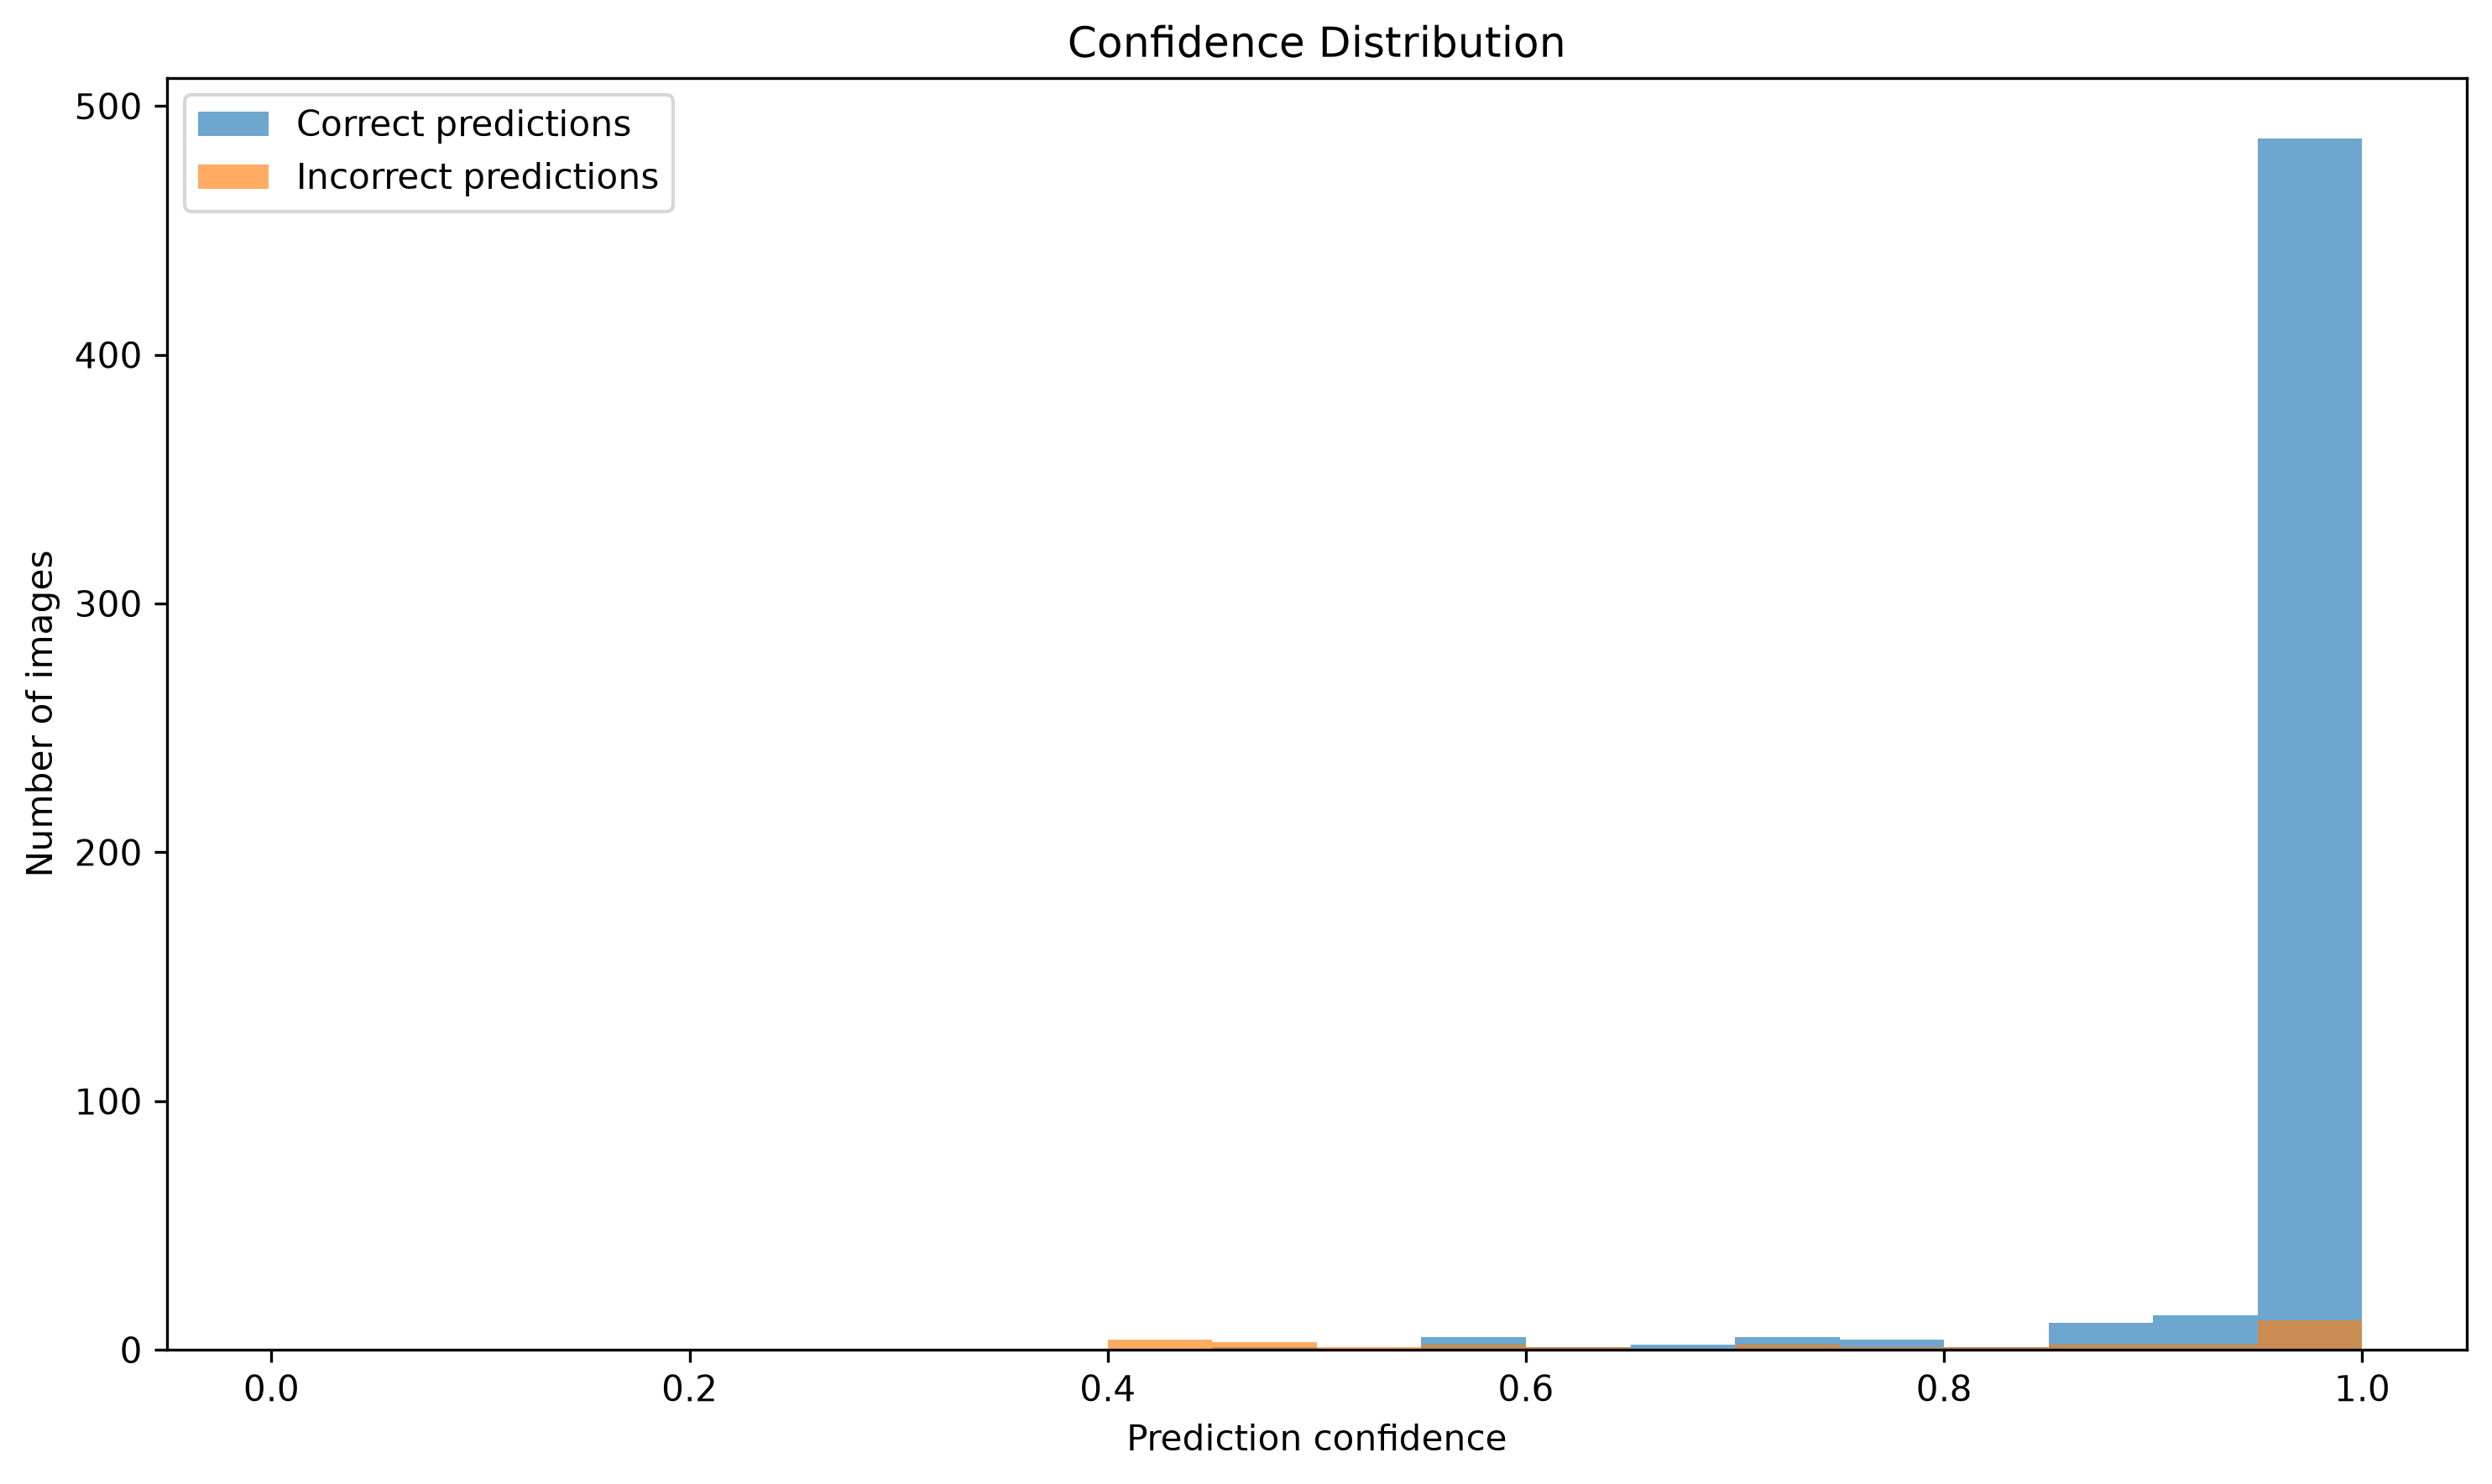 Confidence Distribution
Correct predictions
Incorrect predictions
Number of images
500
400
300
200
100
0
0.0 0.2 0.4 0.6 0.8 1.0
Prediction confidence